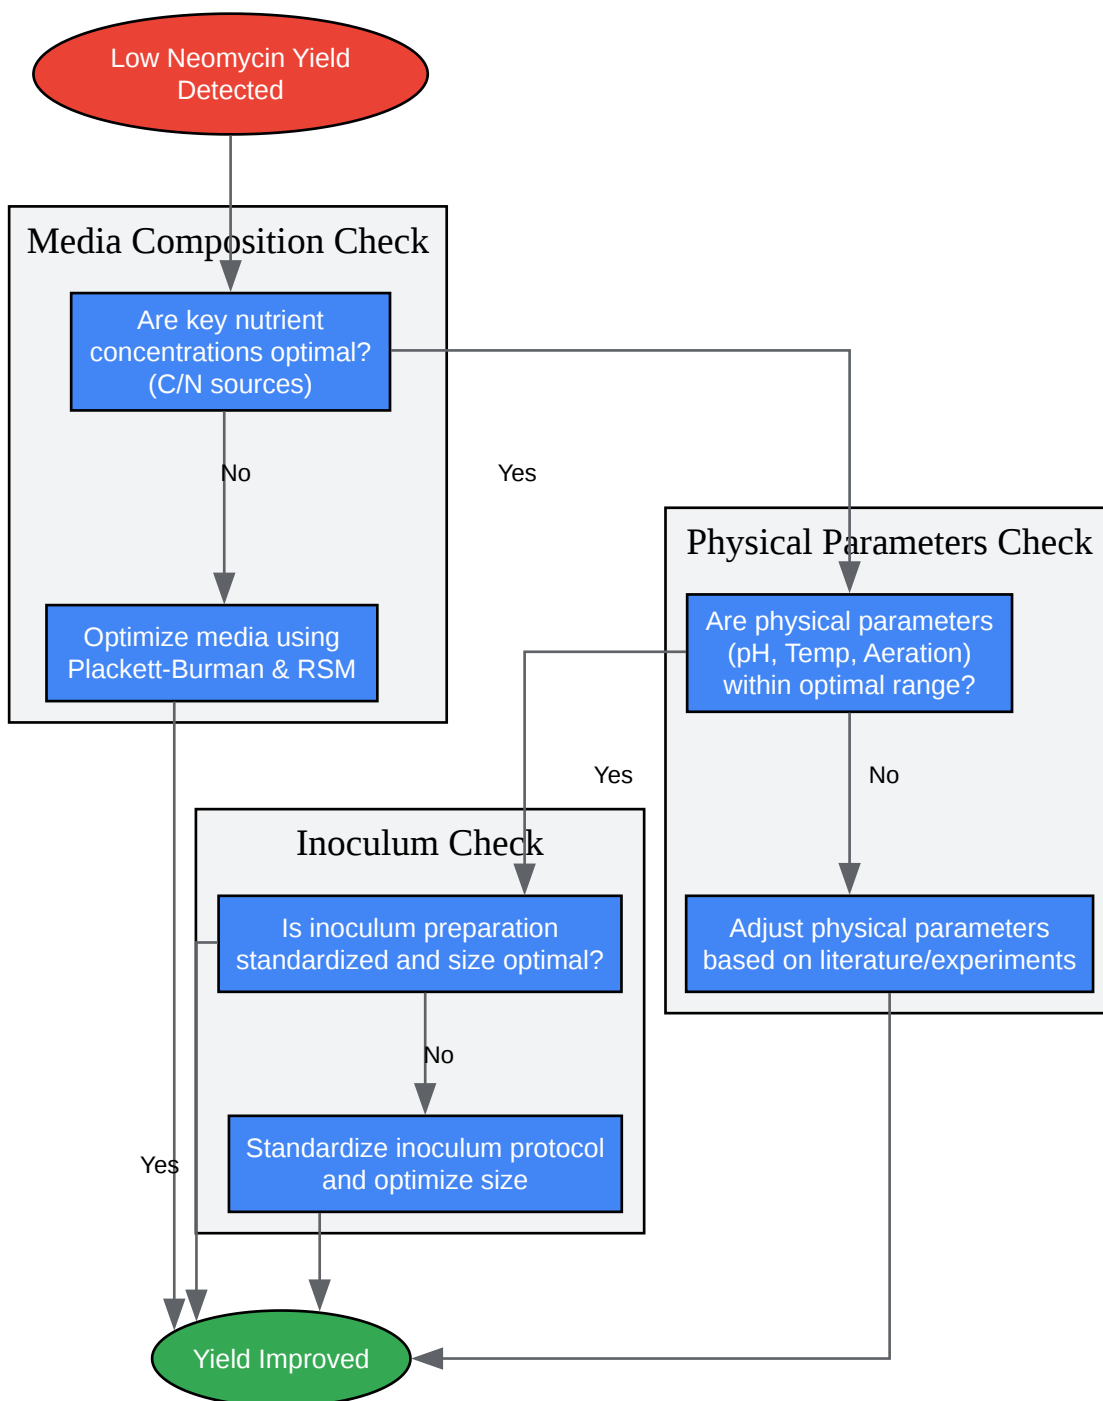 Low Neomycin Yield
Detected
Media Composition Check
Are key nutrient
concentrations optimal?
(C/N sources)
No
Yes
Optimize media using
Plackett-Burman & RSM
Physical Parameters Check
Are physical parameters
(pH, Temp, Aeration)
within optimal range?
Yes
No
Inoculum Check
Is inoculum preparation
standardized and size optimal?
Adjust physical parameters
based on literature/experiments
No
Standardize inoculum protocol
and optimize size
Yes
Yield Improved